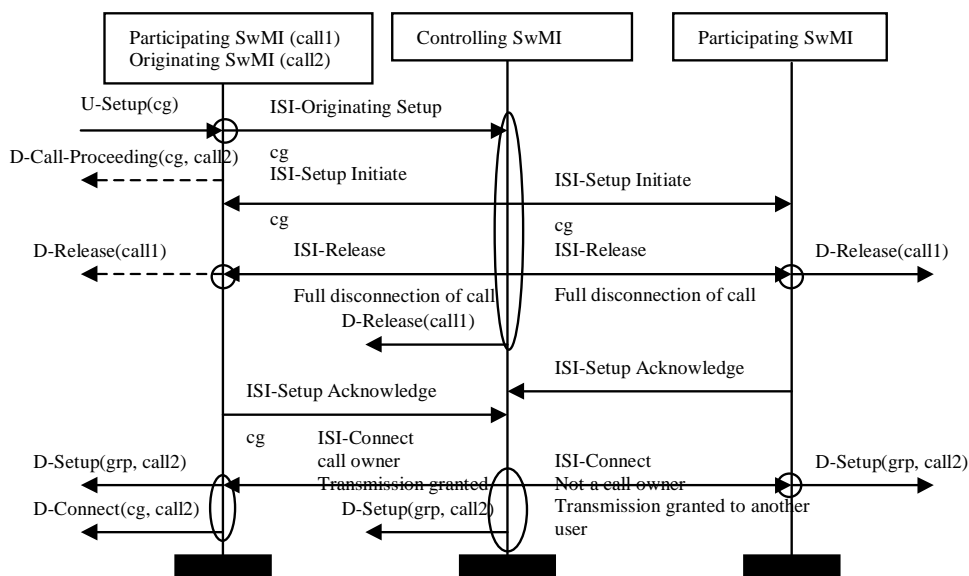 Participating SwMI (call1)
Originating SwMI (call2)
Controlling SwMI
Participating SwMI
U-Setup(cg)
ISI-Originating Setup
cg
D-Call-Proceeding(cg, call2)
ISI-Setup Initiate
ISI-Setup Initiate
cg
cg
D-Release(call1)
ISI-Release
ISI-Release
D-Release(call1)
Full disconnection of call
Full disconnection of call
D-Release(call1)
ISI-Setup Acknowledge
ISI-Setup Acknowledge
cg
ISI-Connect
call owner
Transmission granted
ISI-Connect
Not a call owner
Transmission granted to another
user
D-Setup(grp, call2)
D-Setup(grp, call2)
D-Connect(cg, call2)
D-Setup(grp, call2)